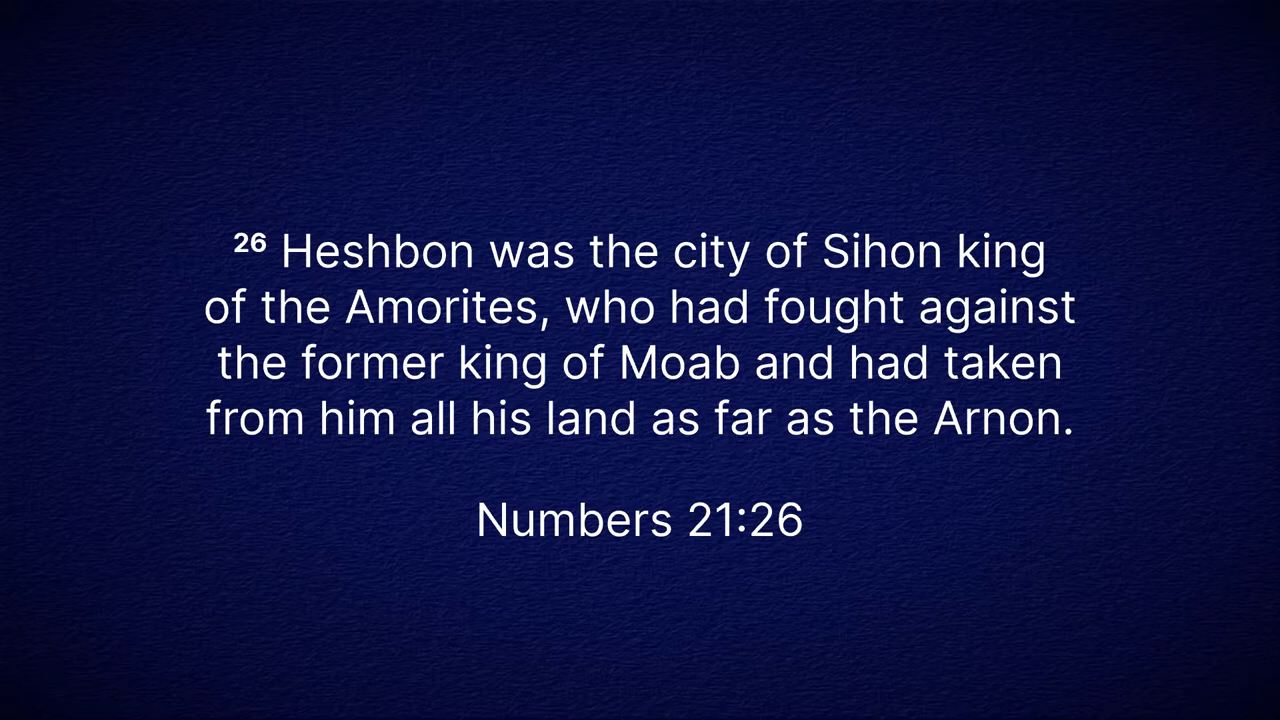 ²⁶ Heshbon was the city of Sihon king
of the Amorites, who had fought against
the former king of Moab and had taken
from him all his land as far as the Arnon.
Numbers 21:26